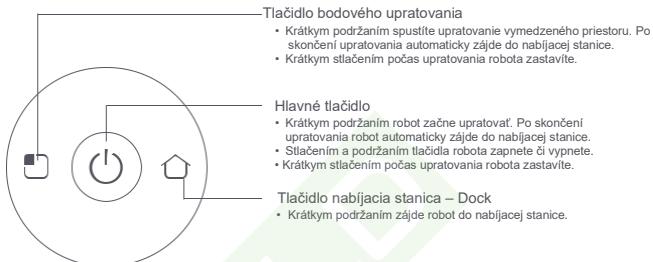 Tlačidlo bodového upratovania
• Krátkym podržaním spustíte upratovanie vymedzeného priestoru. Po
skončení upratovania automaticky zájde do nabíjacej stanice.
• Krátkym stlačením počas upratovania robota zastavíte.
Hlavné tlačidlo
• Krátkym podržaním robot začne upratovať. Po skončení
upratovania robot automaticky zájde do nabíjacej stanice.
• Stlačením a podržaním tlačidla robota zapnete či vypnete.
• Krátkym stlačením počas upratovania robota zastavíte.
Tlačidlo nabíjacia stanica – Dock
• Krátkym podržaním zájde robot do nabíjacej stanice.